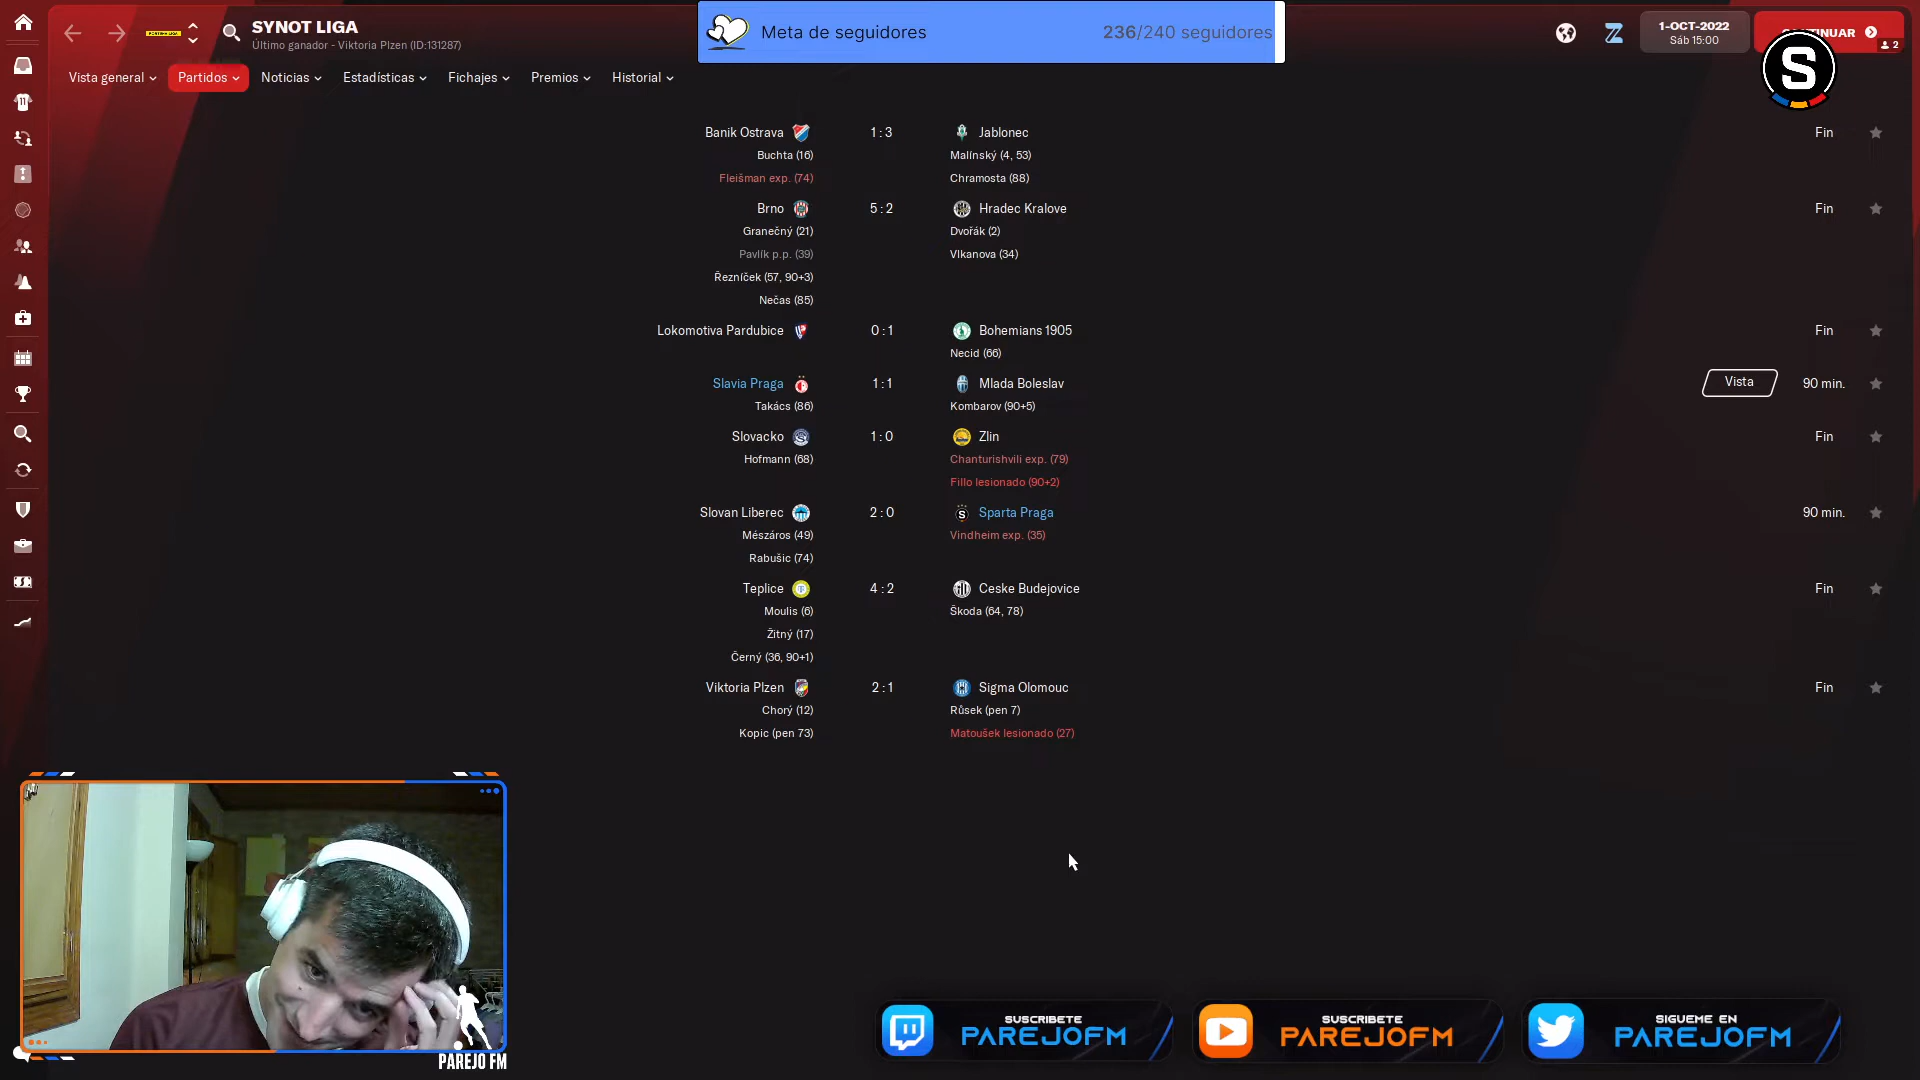 SYNOT LIGA
Último ganador - Viktoria Plzen (ID:131287)
Meta de seguidores
236/240 seguidores
1-OCT-2022
Sáb 15:00
2
Vista general
Partidos
Noticias
Estadísticas
Fichajes
Premios
Historial
Banik Ostrava 1 : 3 Jablonec Fin
Buchta (16) Malínský (4, 53)
Fleišman exp. (74) Chramosta (88)
Brno 5 : 2 Hradec Kralove Fin
Granečný (21) Dvořák (2)
Pavlík p.p. (39) Vlkanova (34)
Řezníček (57, 90+3)
Nečas (85)
Lokomotiva Pardubice 0 : 1 Bohemians 1905 Fin
Necid (66)
Slavia Praga 1 : 1 Mlada Boleslav Vista 90 min.
Takács (86) Kombarov (90+5)
Slovacko 1 : 0 Zlin Fin
Hofmann (68) Chanturishvili exp. (79)
Fillo lesionado (90+2)
Slovan Liberec 2 : 0 Sparta Praga 90 min.
Mészáros (49) Vindheim exp. (35)
Rabušic (74)
Teplice 4 : 2 Ceske Budejovice Fin
Moulis (6) Škoda (64, 78)
Žitný (17)
Černý (36, 90+1)
Viktoria Plzen 2 : 1 Sigma Olomouc Fin
Chorý (12) Růsek (pen 7)
Kopic (pen 73) Matoušek lesionado (27)
PAREJO FM
SUSCRIBETE
PAREJOFM
SUSCRIBETE
PAREJOFM
SIGUEME EN
PAREJOFM